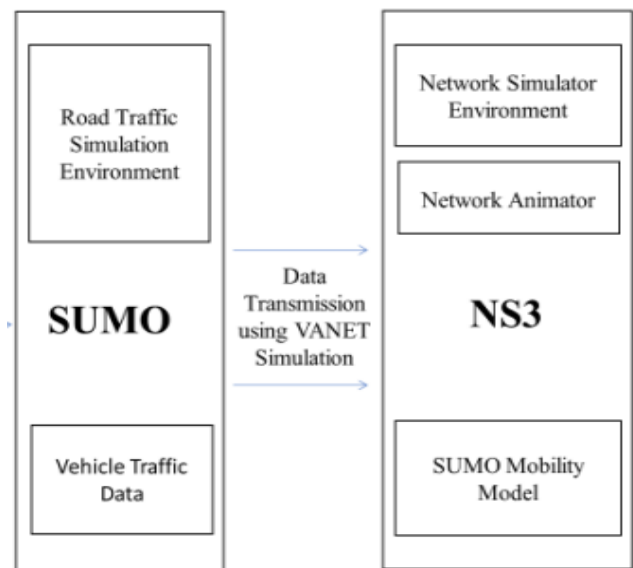 Road Traffic
Simulation
Environment
SUMO
Vehicle Traffic
Data
Data
Transmission
using VANET
Simulation
Network Simulator
Environment
Network Animator
NS3
SUMO Mobility
Model